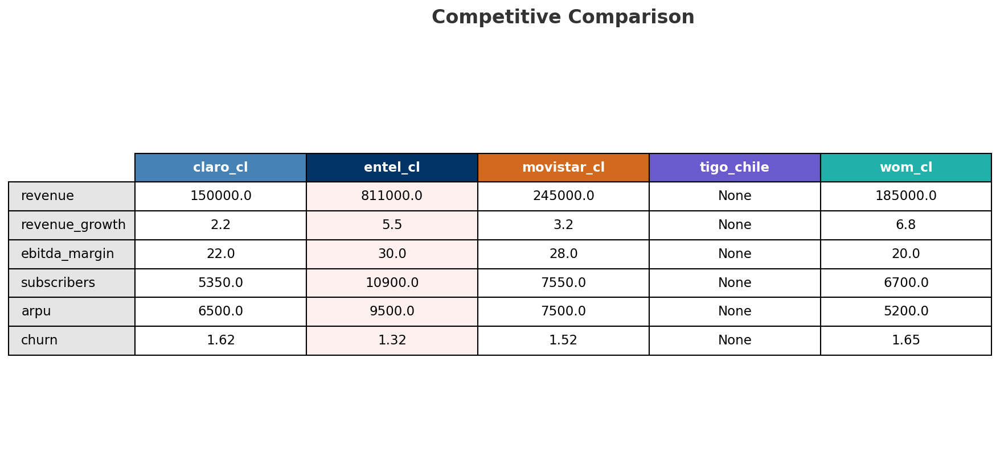 Competitive Comparison
claro_cl entel_cl movistar_cl tigo_chile wom_cl
revenue 150000.0 811000.0 245000.0 None 185000.0
revenue_growth 2.2 5.5 3.2 None 6.8
ebitda_margin 22.0 30.0 28.0 None 20.0
subscribers 5350.0 10900.0 7550.0 None 6700.0
arpu 6500.0 9500.0 7500.0 None 5200.0
churn 1.62 1.32 1.52 None 1.65